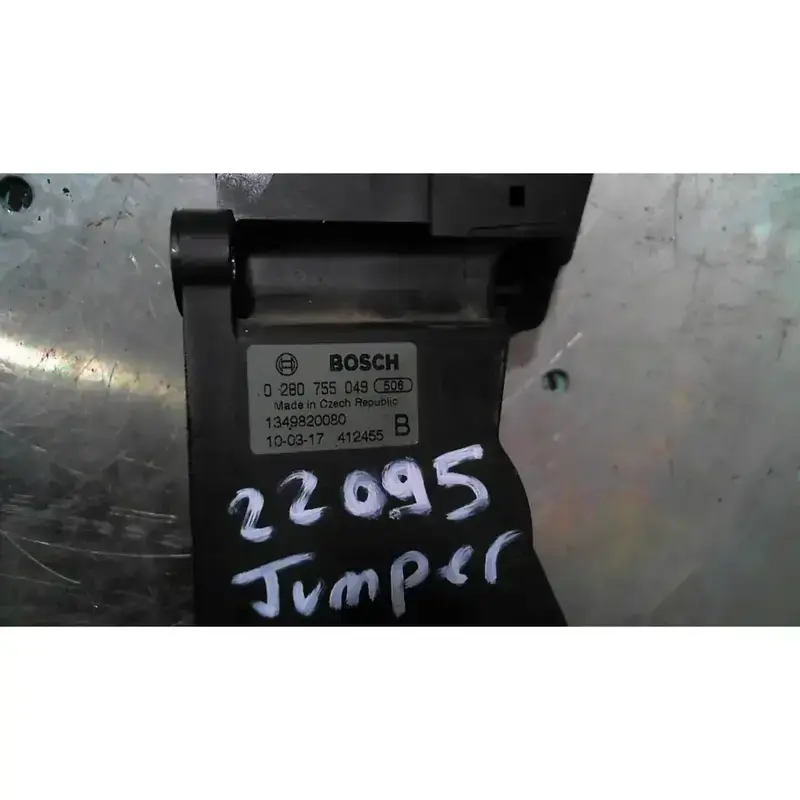 BOSCH
0 280 755 049 506
Made in Czech Republic
1349820080
10-03-17 412455 B
22095
Jumper